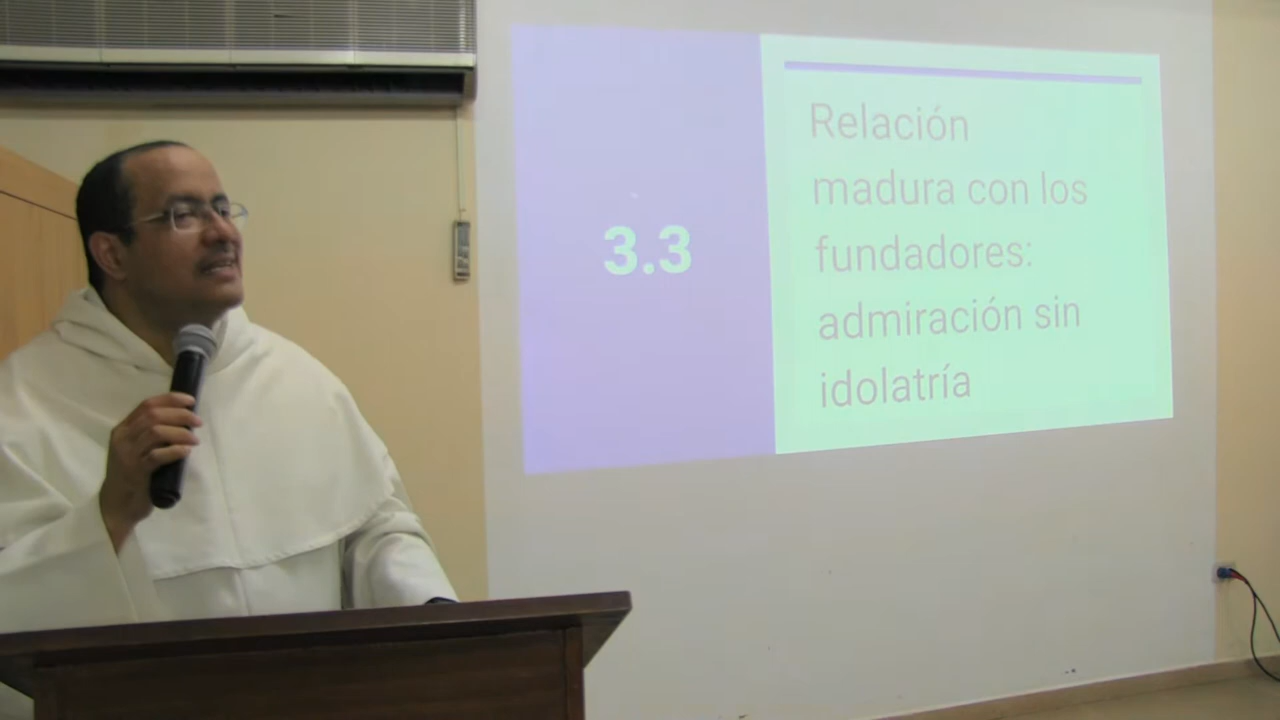 3.3
Relación
madura con los
fundadores:
admiración sin
idolatría